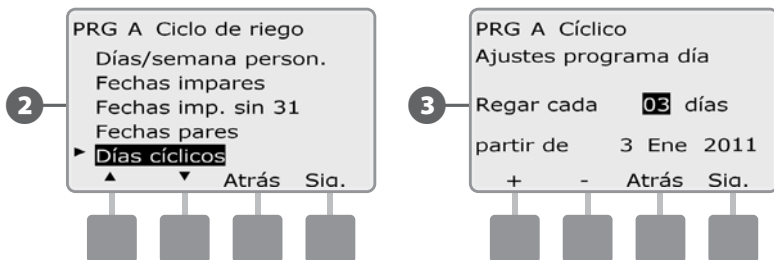 2
PRG A Ciclo de riego
Días/semana person.
Fechas impares
Fechas imp. sin 31
Fechas pares
Días cíclicos
Atrás Sig.
3
PRG A Cíclico
Ajustes programa día
Regar cada 03 días
partir de 3 Ene 2011
+ - Atrás Sig.